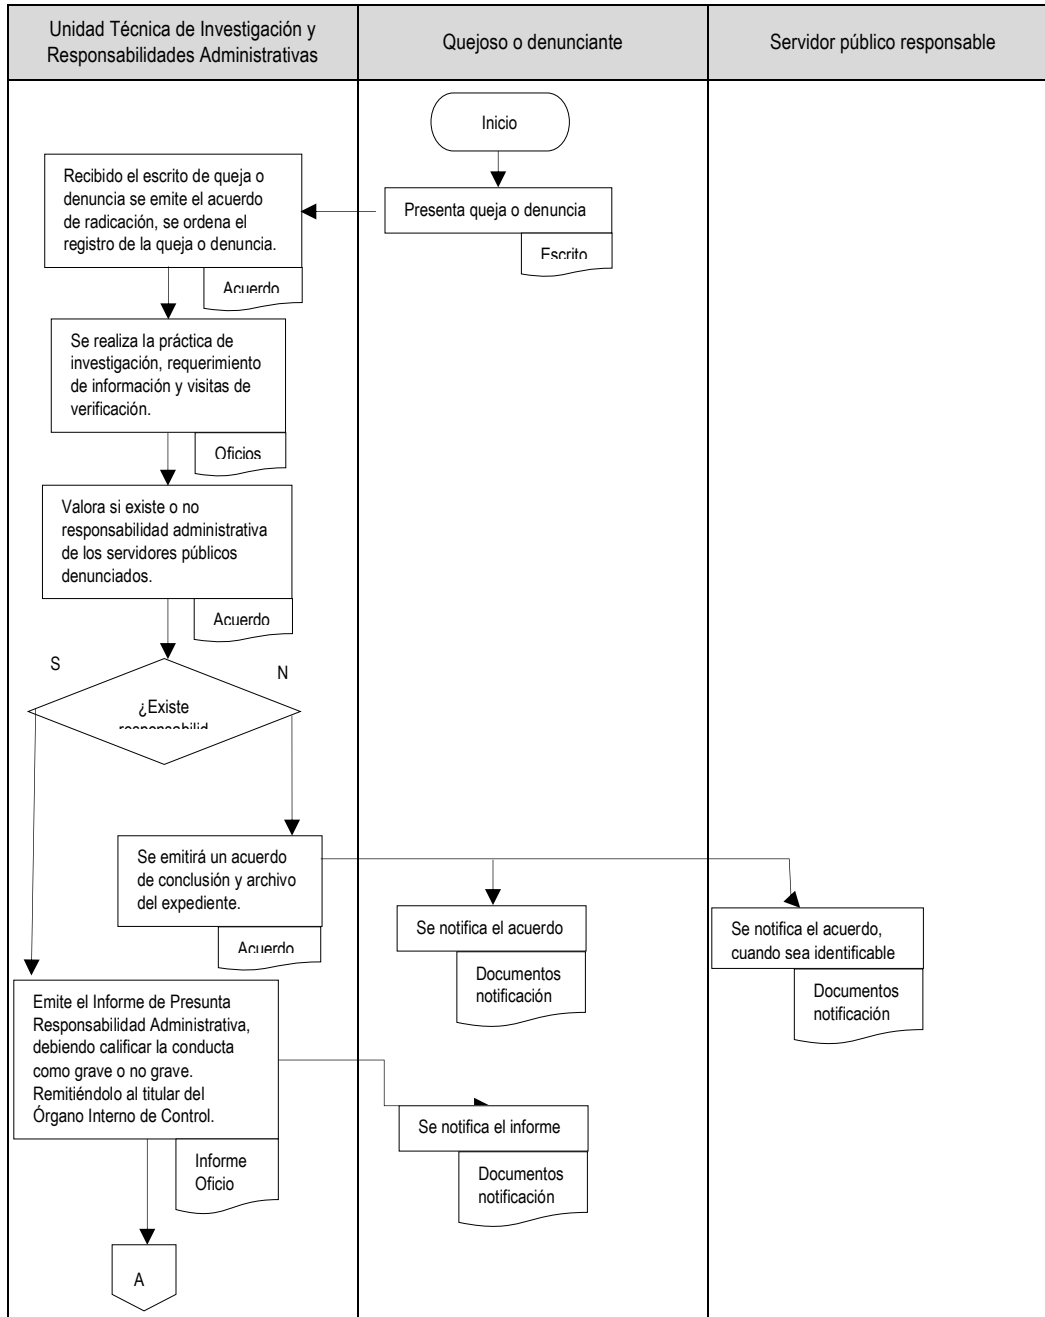 Unidad Técnica de Investigación y
Responsabilidades Administrativas
Quejoso o denunciante
Servidor público responsable
Inicio
Presenta queja o denuncia
Escrito
Recibido el escrito de queja o
denuncia se emite el acuerdo
de radicación, se ordena el
registro de la queja o denuncia.
Acuerdo
Se realiza la práctica de
investigación, requerimiento
de información y visitas de
verificación.
Oficios
Valora si existe o no
responsabilidad administrativa
de los servidores públicos
denunciados.
Acuerdo
S
N
¿Existe
responsabilid
Se emitirá un acuerdo
de conclusión y archivo
del expediente.
Acuerdo
Se notifica el acuerdo
Documentos
notificación
Se notifica el acuerdo,
cuando sea identificable
Documentos
notificación
Emite el Informe de Presunta
Responsabilidad Administrativa,
debiendo calificar la conducta
como grave o no grave.
Remitiéndolo al titular del
Órgano Interno de Control.
Informe
Oficio
Se notifica el informe
Documentos
notificación
A